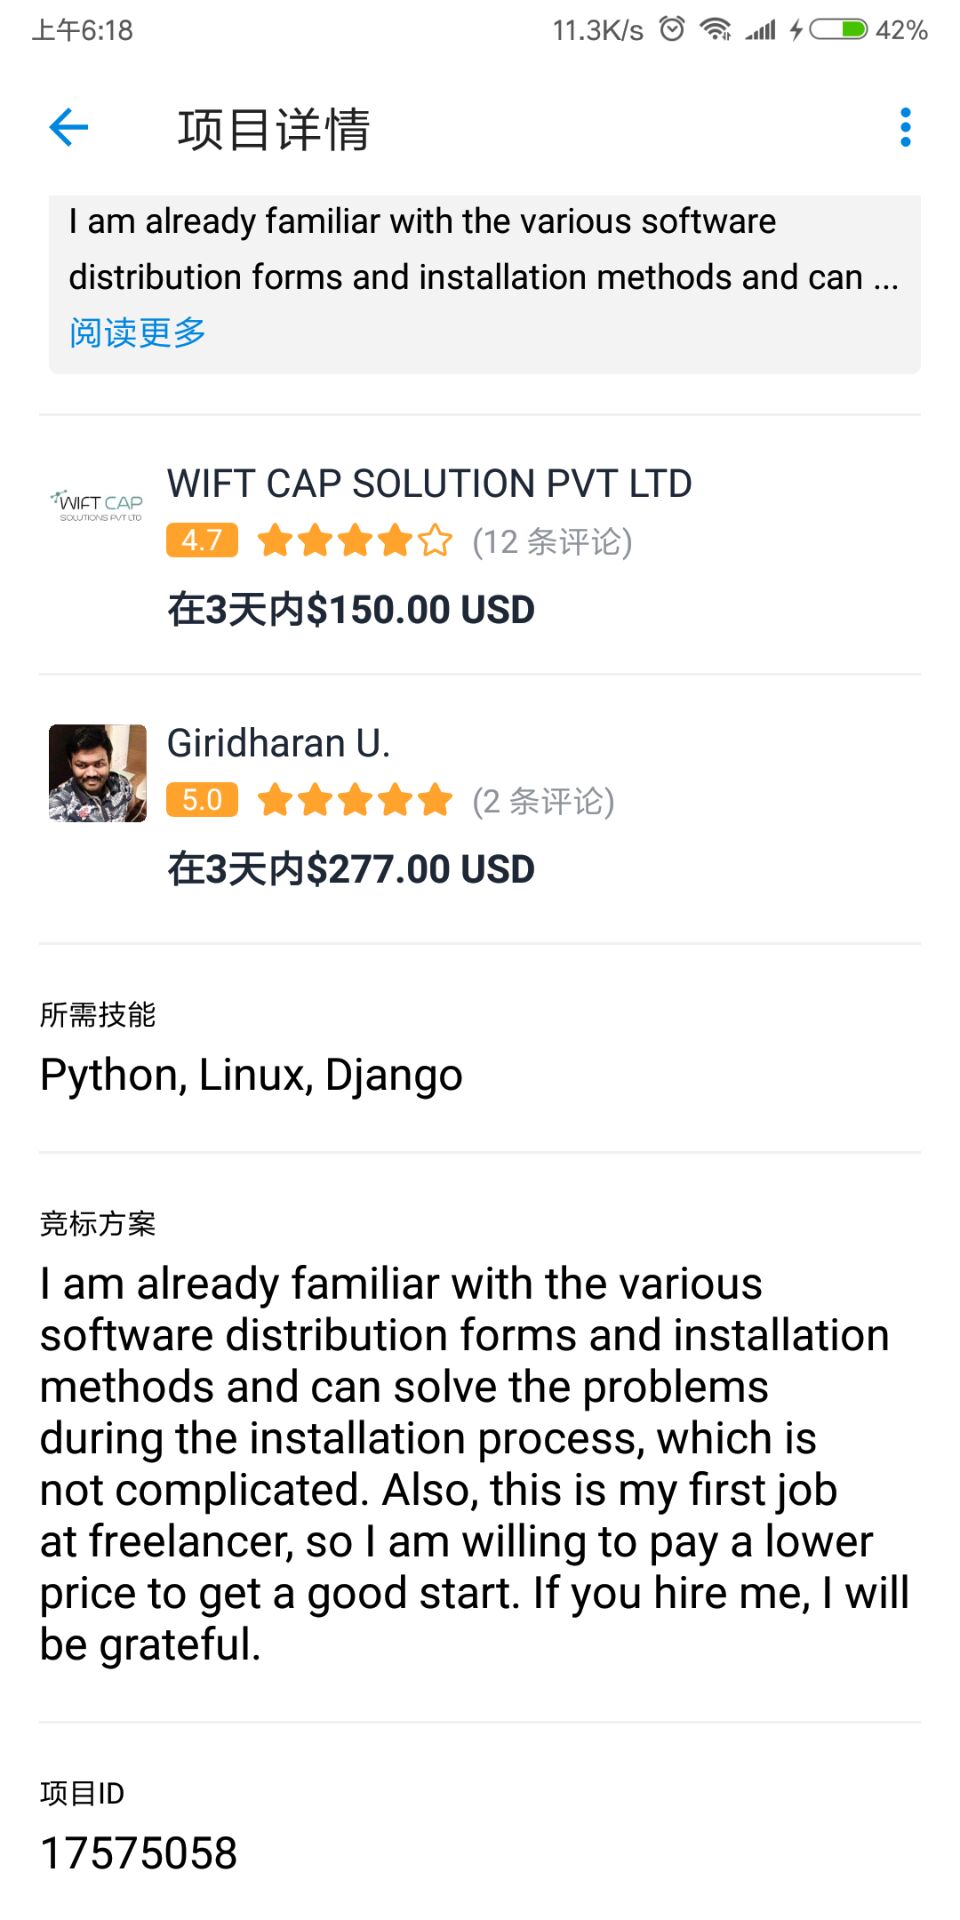 上午6:18 11.3K/s 42%
项目详情
I am already familiar with the various software
distribution forms and installation methods and can ...
阅读更多
WIFT CAP
SOLUTIONS PVT LTD
WIFT CAP SOLUTION PVT LTD
4.7 (12 条评论)
在3天内$150.00 USD
Giridharan U.
5.0 (2 条评论)
在3天内$277.00 USD
所需技能
Python, Linux, Django
竞标方案
I am already familiar with the various
software distribution forms and installation
methods and can solve the problems
during the installation process, which is
not complicated. Also, this is my first job
at freelancer, so I am willing to pay a lower
price to get a good start. If you hire me, I will
be grateful.
项目ID
17575058